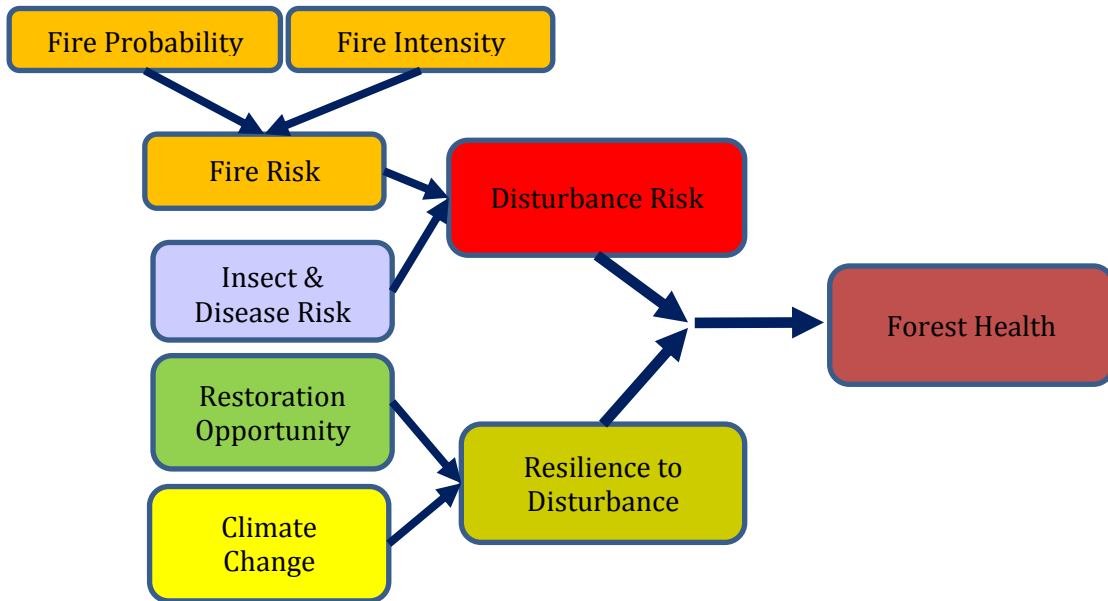 Fire Probability
Fire Intensity
Fire Risk
Disturbance Risk
Insect &
Disease Risk
Forest Health
Restoration
Opportunity
Resilience to
Disturbance
Climate
Change